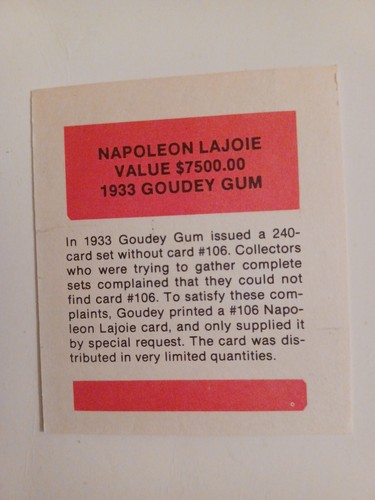 NAPOLEON LAJOIE
VALUE $7500.00
1933 GOUDEY GUM
In 1933 Goudey Gum issued a 240-
card set without card #106. Collectors
who were trying to gather complete
sets complained that they could not
find card #106. To satisfy these com-
plaints, Goudey printed a #106 Napo-
leon Lajoie card, and only supplied it
by special request. The card was dis-
tributed in very limited quantities.